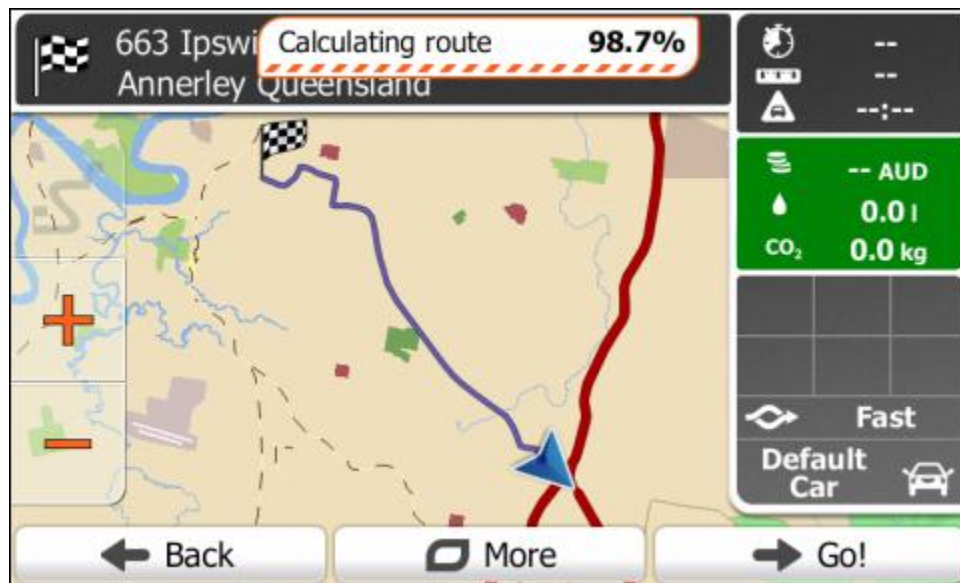 663 Ipswi
Calculating route 98.7%
Annerley Queensland
--
--
--:--
-- AUD
0.0 l
CO₂ 0.0 kg
Fast
Default
Car
Back
More
Go!